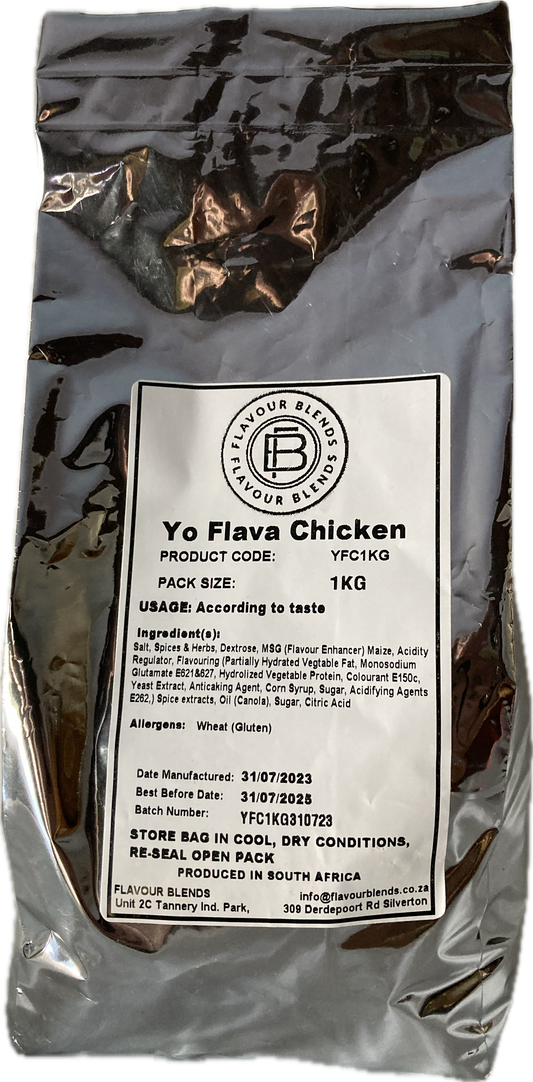 FLAVOUR BLENDS
FB
FLAVOUR BLENDS
Yo Flava Chicken
PRODUCT CODE: YFC1KG
PACK SIZE: 1KG
USAGE: According to taste
Ingredient(s):
Salt, Spices & Herbs, Dextrose, MSG (Flavour Enhancer) Maize, Acidity
Regulator, Flavouring (Partially Hydrated Vegtable Fat, Monosodium
Glutamate E621&627, Hydrolized Vegetable Protein, Colourant E150c,
Yeast Extract, Anticaking Agent, Corn Syrup, Sugar, Acidifying Agents
E262,) Spice extracts, Oil (Canola), Sugar, Citric Acid
Allergens: Wheat (Gluten)
Date Manufactured: 31/07/2023
Best Before Date: 31/07/2025
Batch Number: YFC1KG310723
STORE BAG IN COOL, DRY CONDITIONS,
RE-SEAL OPEN PACK
PRODUCED IN SOUTH AFRICA
FLAVOUR BLENDS info@flavourblends.co.za
Unit 2C Tannery Ind. Park, 309 Derdepoort Rd Silverton